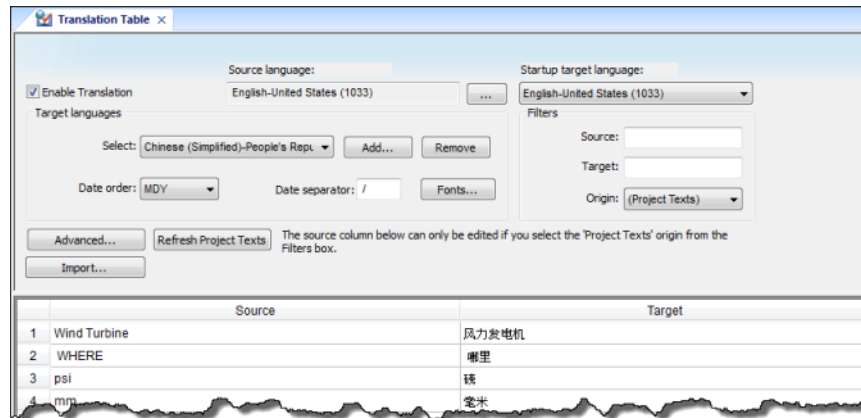 Translation Table
Source language:
Startup target language:
Enable Translation
English-United States (1033)
...
English-United States (1033)
Target languages
Filters
Select:
Chinese (Simplified)-People's Repu
Add...
Remove
Source:
Target:
Date order:
MDY
Date separator:
/
Fonts...
Origin:
(Project Texts)
Advanced...
Refresh Project Texts
The source column below can only be edited if you select the 'Project Texts' origin from the
Filters box.
Import...
Source
Target
1
Wind Turbine
风力发电机
2
WHERE
哪里
3
psi
磅
4
mm
毫米